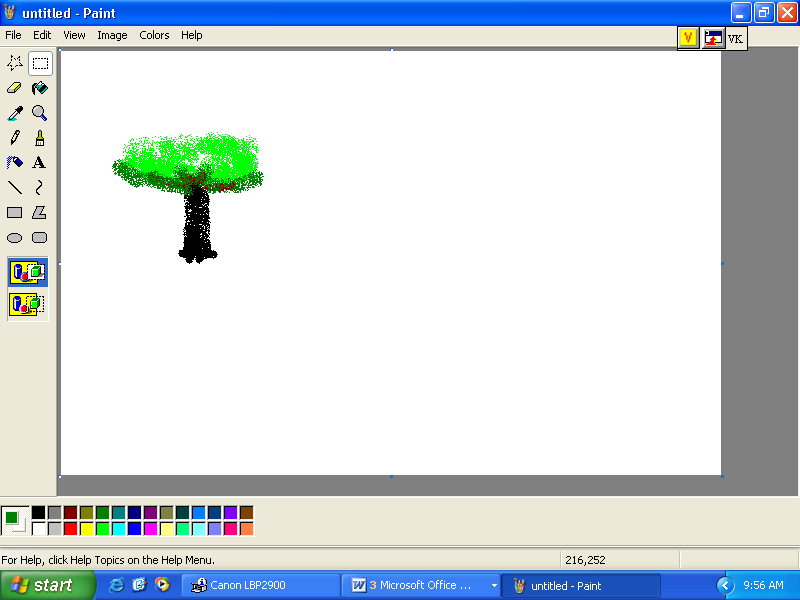 untitled - Paint
File Edit View Image Colors Help
V VK
A
For Help, click Help Topics on the Help Menu. 216,252
start Canon LBP2900 3 Microsoft Office ... untitled - Paint 9:56 AM